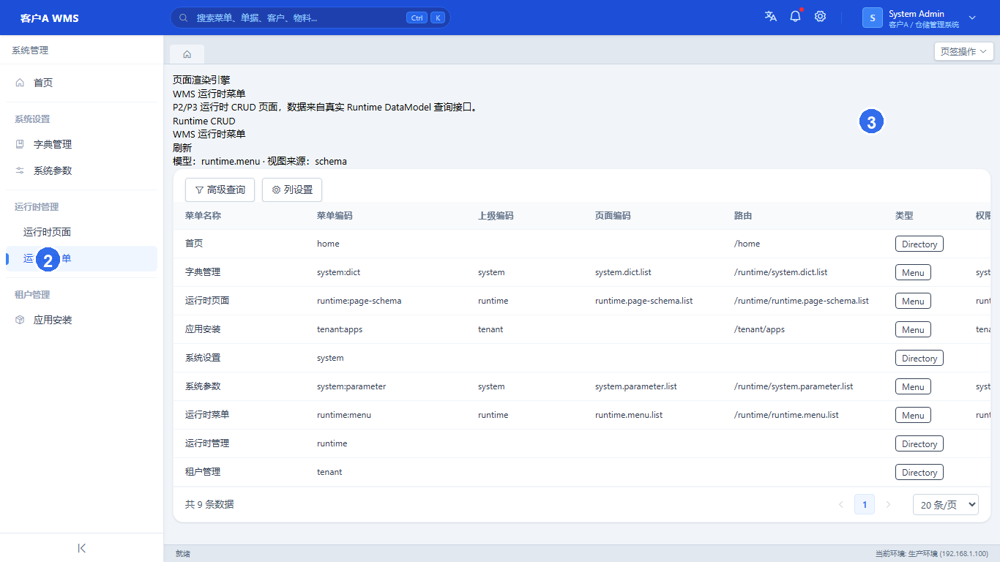 客户A WMS
搜索菜单、单据、客户、物料... Ctrl K
S
System Admin
客户A / 仓储管理系统
系统管理
首页
系统设置
字典管理
系统参数
运行时管理
运行时页面
运 2 单
租户管理
应用安装
页签操作
页面渲染引擎
WMS 运行时菜单
P2/P3 运行时 CRUD 页面，数据来自真实 Runtime DataModel 查询接口。
Runtime CRUD
WMS 运行时菜单
刷新
模型：runtime.menu · 视图来源：schema
3
高级查询 列设置
菜单名称 菜单编码 上级编码 页面编码 路由 类型 权限
首页 home /home Directory
字典管理 system:dict system system.dict.list /runtime/system.dict.list Menu syst
运行时页面 runtime:page-schema runtime runtime.page-schema.list /runtime/runtime.page-schema.list Menu runt
应用安装 tenant:apps tenant /tenant/apps Menu tena
系统设置 system Directory
系统参数 system:parameter system system.parameter.list /runtime/system.parameter.list Menu syst
运行时菜单 runtime:menu runtime runtime.menu.list /runtime/runtime.menu.list Menu runt
运行时管理 runtime Directory
租户管理 tenant Directory
共 9 条数据 1 20 条/页
就绪
当前环境: 生产环境 (192.168.1.100)